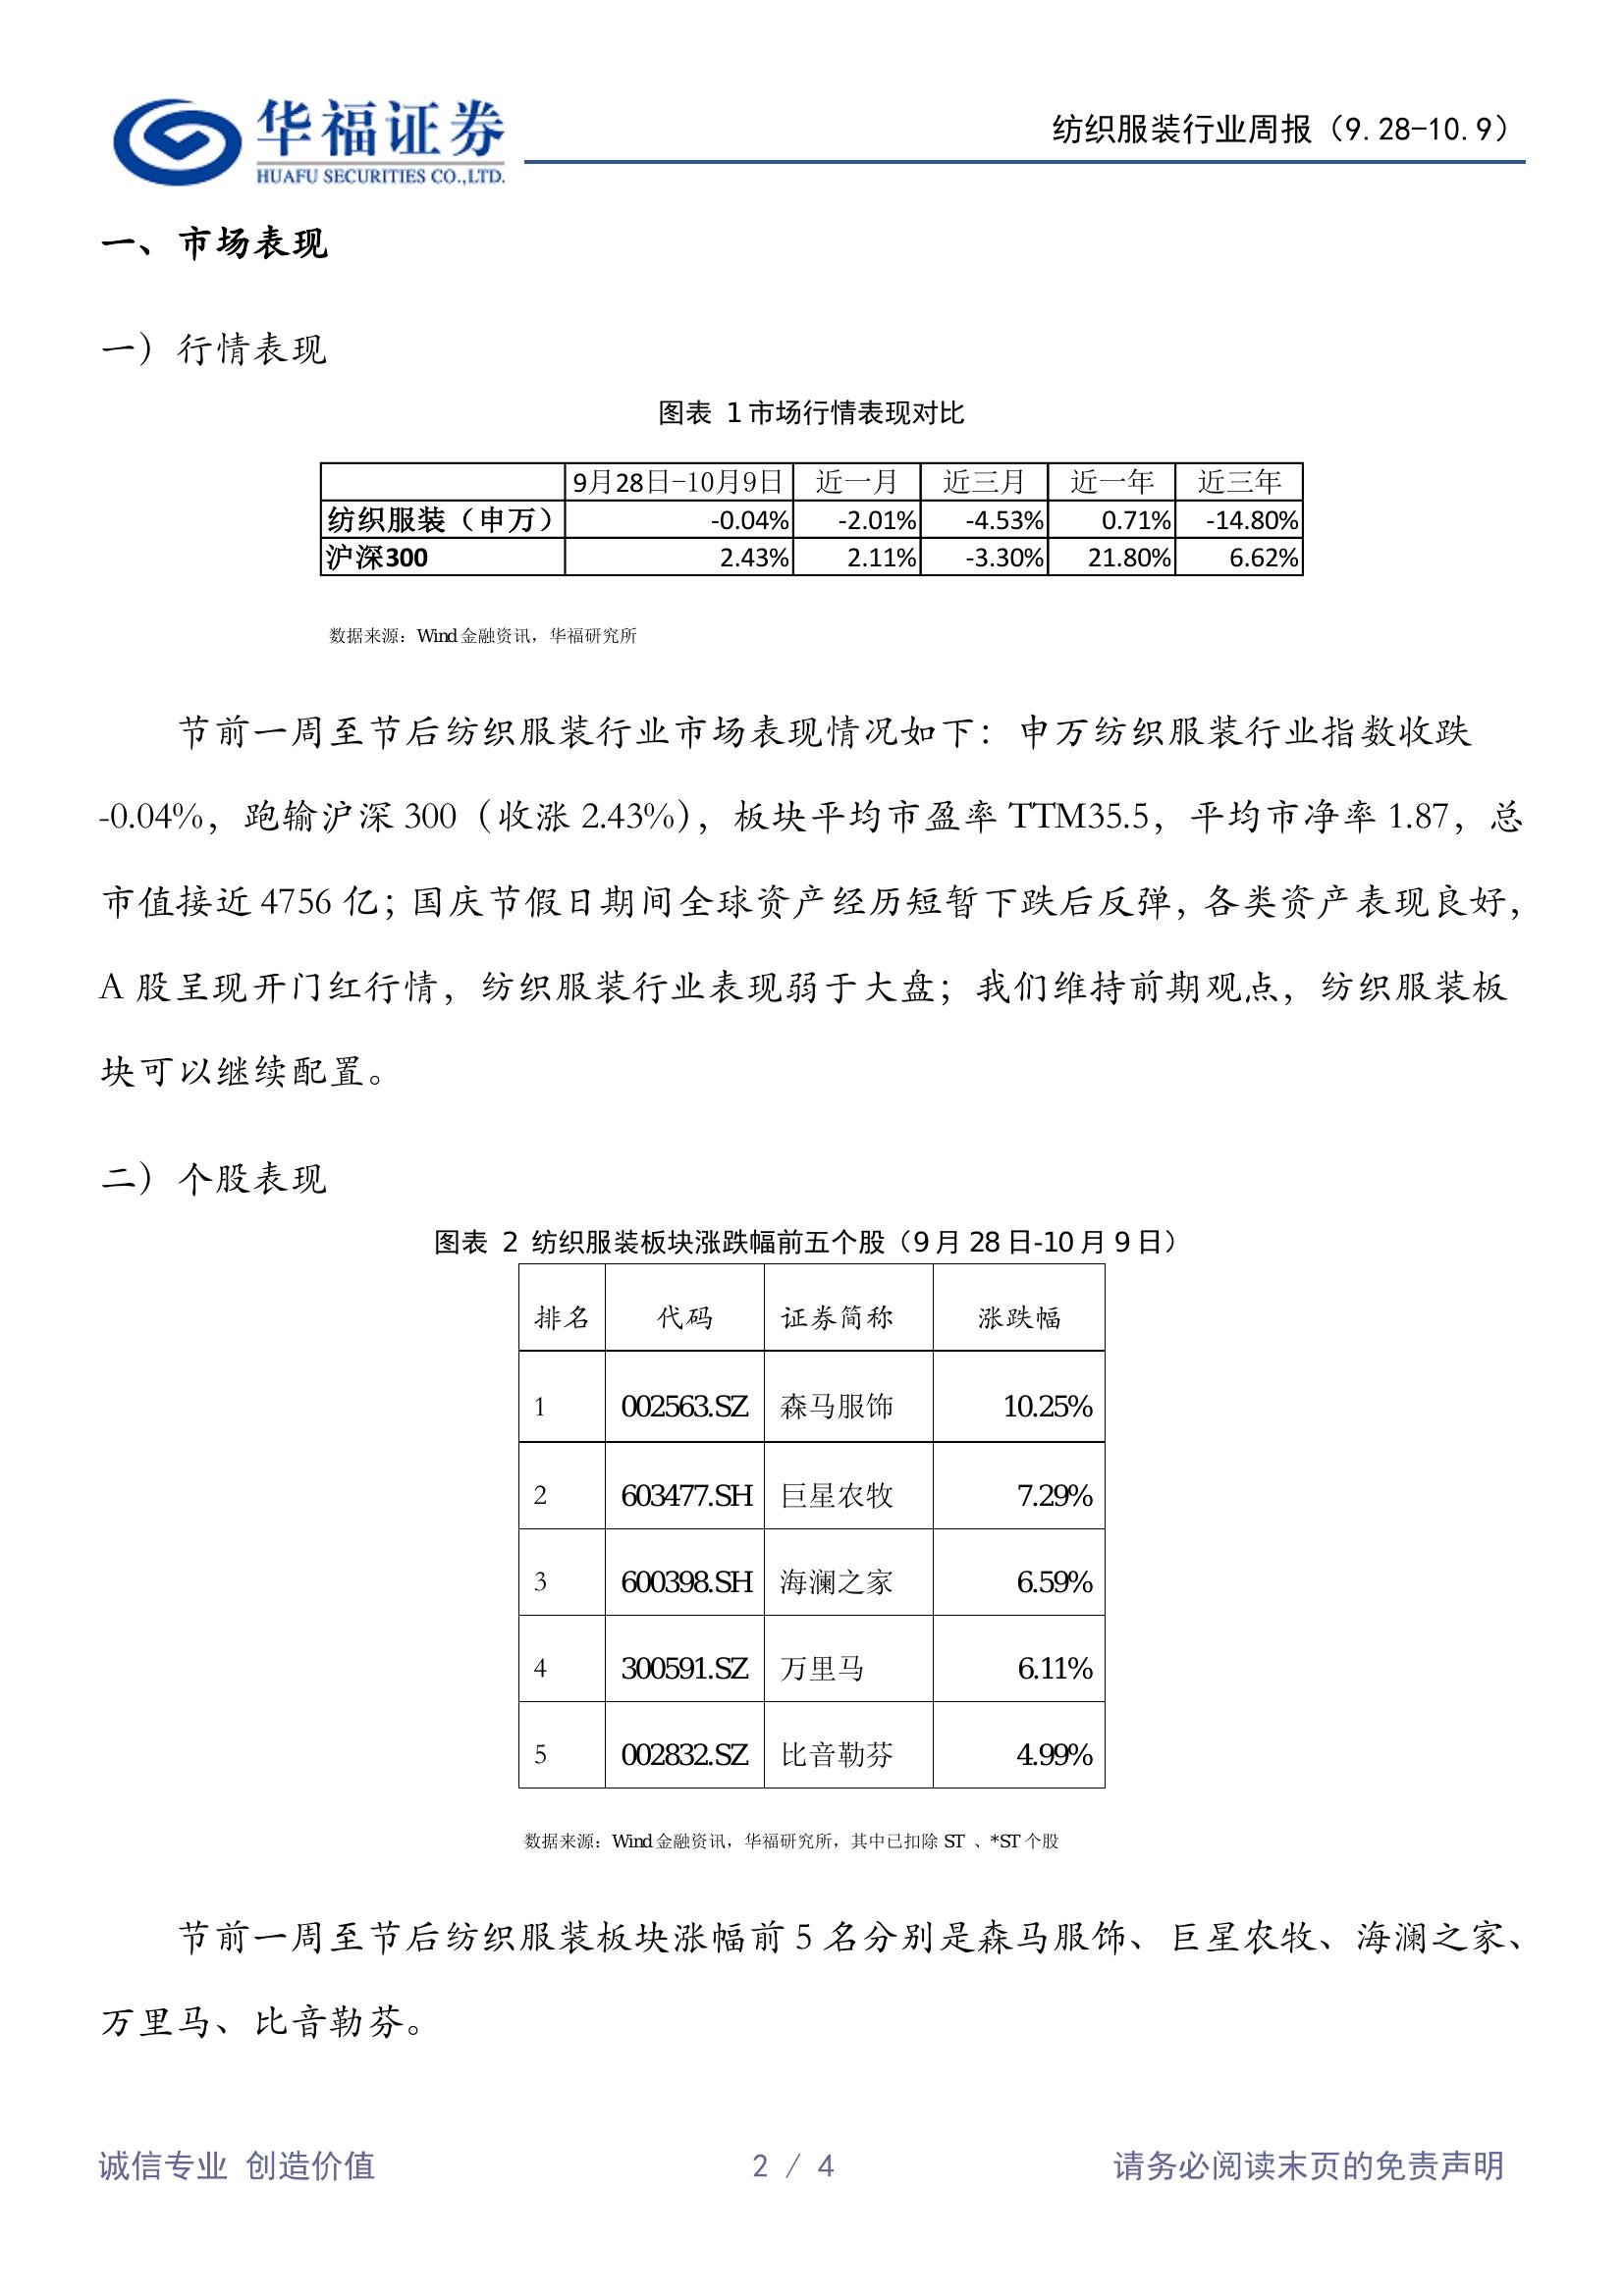 华福证券
HUAFU SECURITIES CO.,LTD.
纺织服装行业周报（9.28-10.9）
一、市场表现
一）行情表现
图表 1 市场行情表现对比
9月28日-10月9日 近一月 近三月 近一年 近三年
纺织服装（申万） -0.04% -2.01% -4.53% 0.71% -14.80%
沪深300 2.43% 2.11% -3.30% 21.80% 6.62%
数据来源：Wind 金融资讯，华福研究所
节前一周至节后纺织服装行业市场表现情况如下：申万纺织服装行业指数收跌
-0.04%，跑输沪深 300（收涨 2.43%），板块平均市盈率 TTM35.5，平均市净率 1.87，总
市值接近 4756 亿；国庆节假日期间全球资产经历短暂下跌后反弹，各类资产表现良好，
A 股呈现开门红行情，纺织服装行业表现弱于大盘；我们维持前期观点，纺织服装板
块可以继续配置。
二）个股表现
图表 2 纺织服装板块涨跌幅前五个股（9 月 28 日-10 月 9 日）
排名 代码 证券简称 涨跌幅
1 002563.SZ 森马服饰 10.25%
2 603477.SH 巨星农牧 7.29%
3 600398.SH 海澜之家 6.59%
4 300591.SZ 万里马 6.11%
5 002832.SZ 比音勒芬 4.99%
数据来源：Wind 金融资讯，华福研究所，其中已扣除 ST 、*ST 个股
节前一周至节后纺织服装板块涨幅前 5 名分别是森马服饰、巨星农牧、海澜之家、
万里马、比音勒芬。
诚信专业 创造价值 2 / 4 请务必阅读末页的免责声明